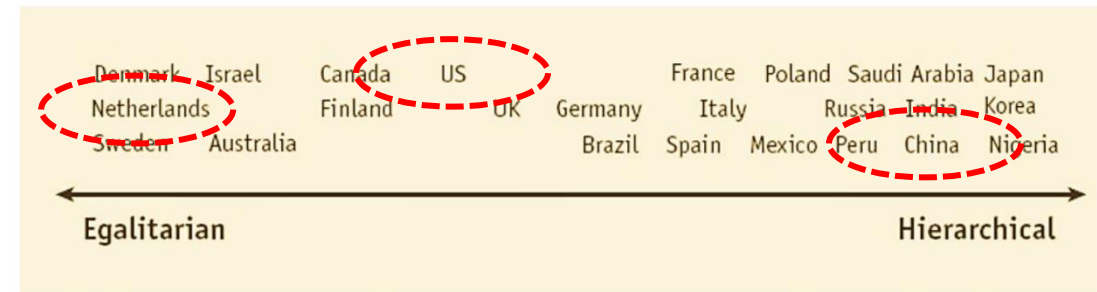 Denmark Israel Canada US France Poland Saudi Arabia Japan
Netherlands Finland UK Germany Italy Russia India Korea
Sweden Australia Brazil Spain Mexico Peru China Nigeria
Egalitarian Hierarchical